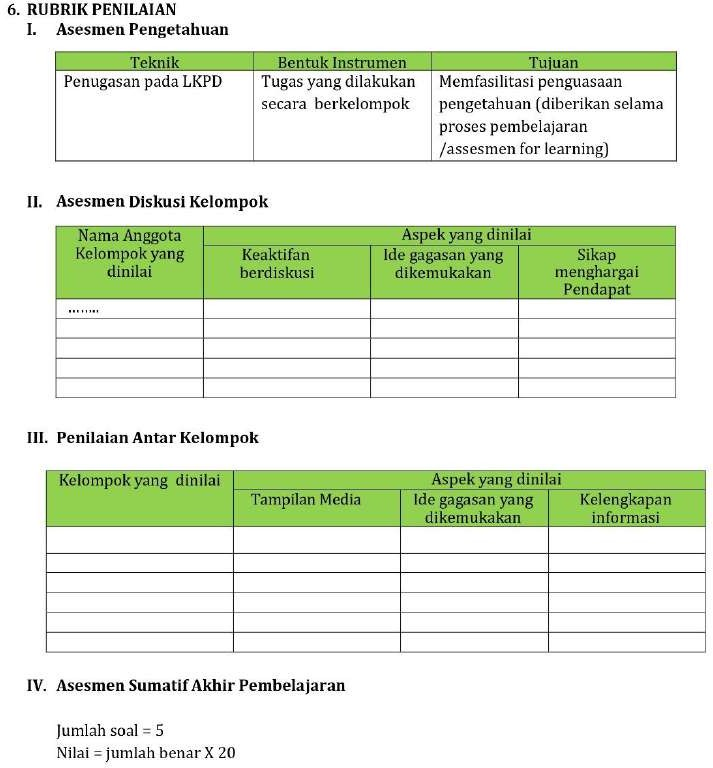 6. RUBRIK PENILAIAN
I. Asesmen Pengetahuan
Teknik Bentuk Instrumen Tujuan
Penugasan pada LKPD Tugas yang dilakukan Memfasilitasi penguasaan
secara berkelompok pengetahuan (diberikan selama
proses pembelajaran
/assesmen for learning)
II. Asesmen Diskusi Kelompok
Nama Anggota Aspek yang dinilai
Kelompok yang Keaktifan Ide gagasan yang Sikap
dinilai berdiskusi dikemukakan menghargai
Pendapat
........
III. Penilaian Antar Kelompok
Kelompok yang dinilai Aspek yang dinilai
Tampilan Media Ide gagasan yang Kelengkapan
dikemukakan informasi
IV. Asesmen Sumatif Akhir Pembelajaran
Jumlah soal = 5
Nilai = jumlah benar X 20